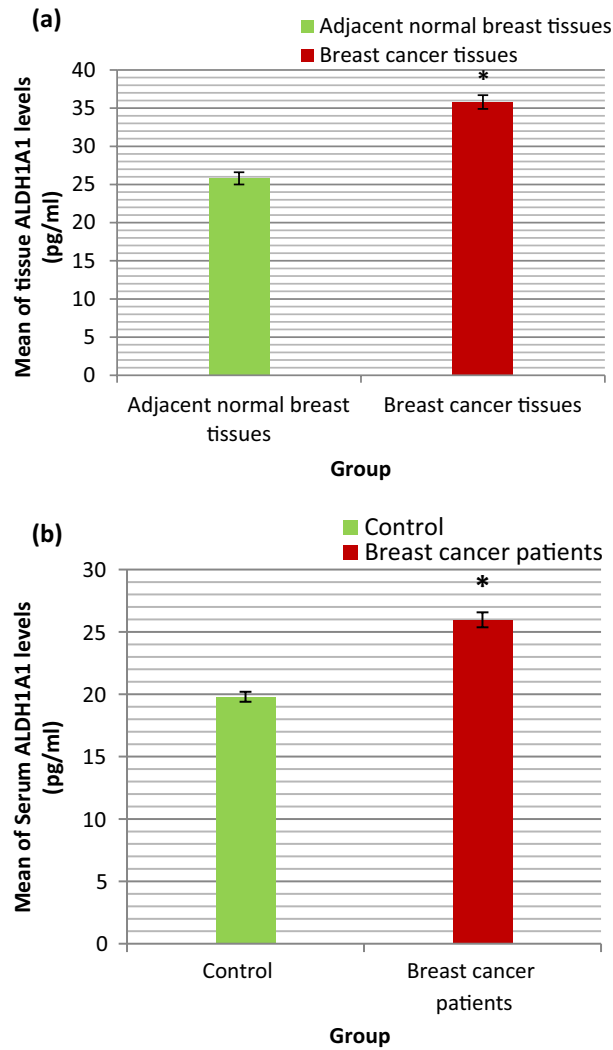 (a)
Adjacent normal breast tissues
Breast cancer tissues
*
40
35
30
25
20
15
10
5
0
Mean of tissue ALDH1A1 levels
(pg/ml)
Adjacent normal breast
tissues
Breast cancer tissues
Group
(b)
Control
Breast cancer patients
*
30
25
20
15
10
5
0
Mean of Serum ALDH1A1 levels
(pg/ml)
Control
Breast cancer
patients
Group